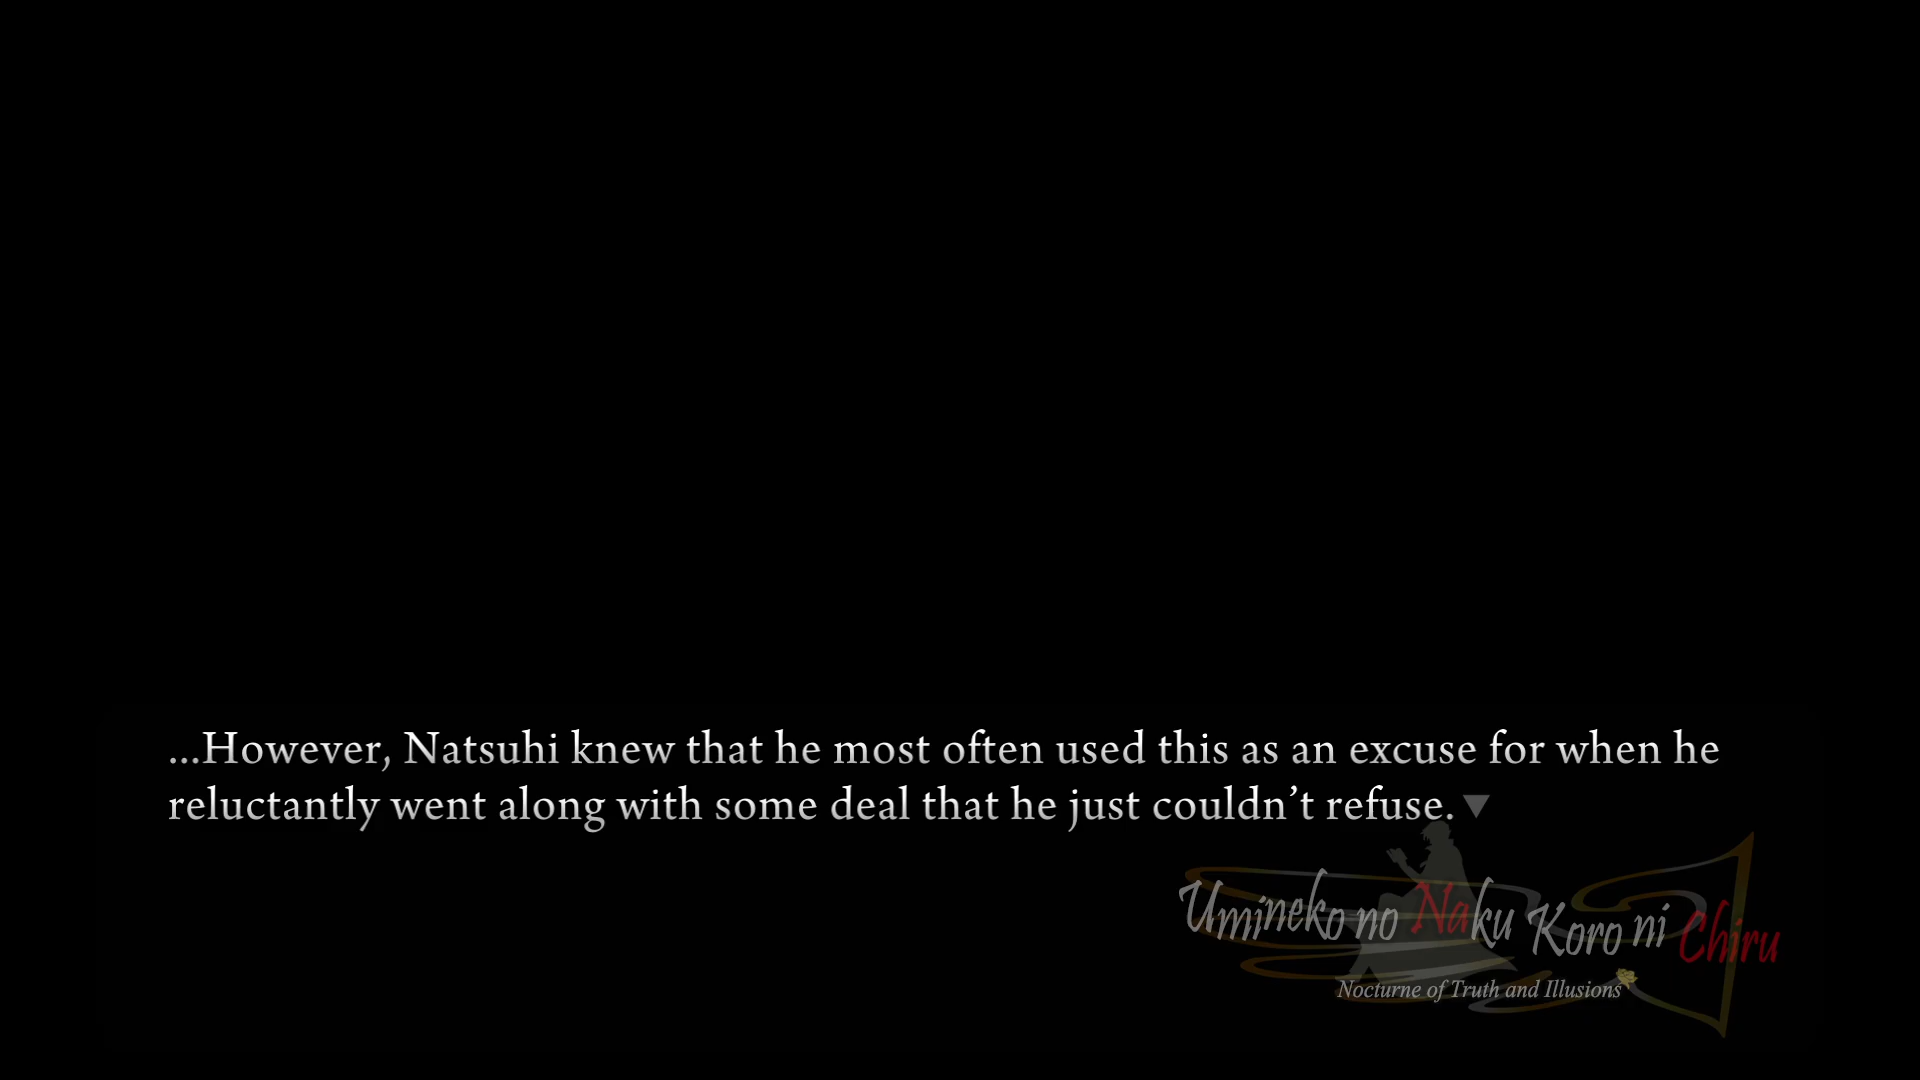 ...However, Natsuhi knew that he most often used this as an excuse for when he
reluctantly went along with some deal that he just couldn’t refuse.
Umineko no Naku Koro ni Chiru
Nocturne of Truth and Illusions